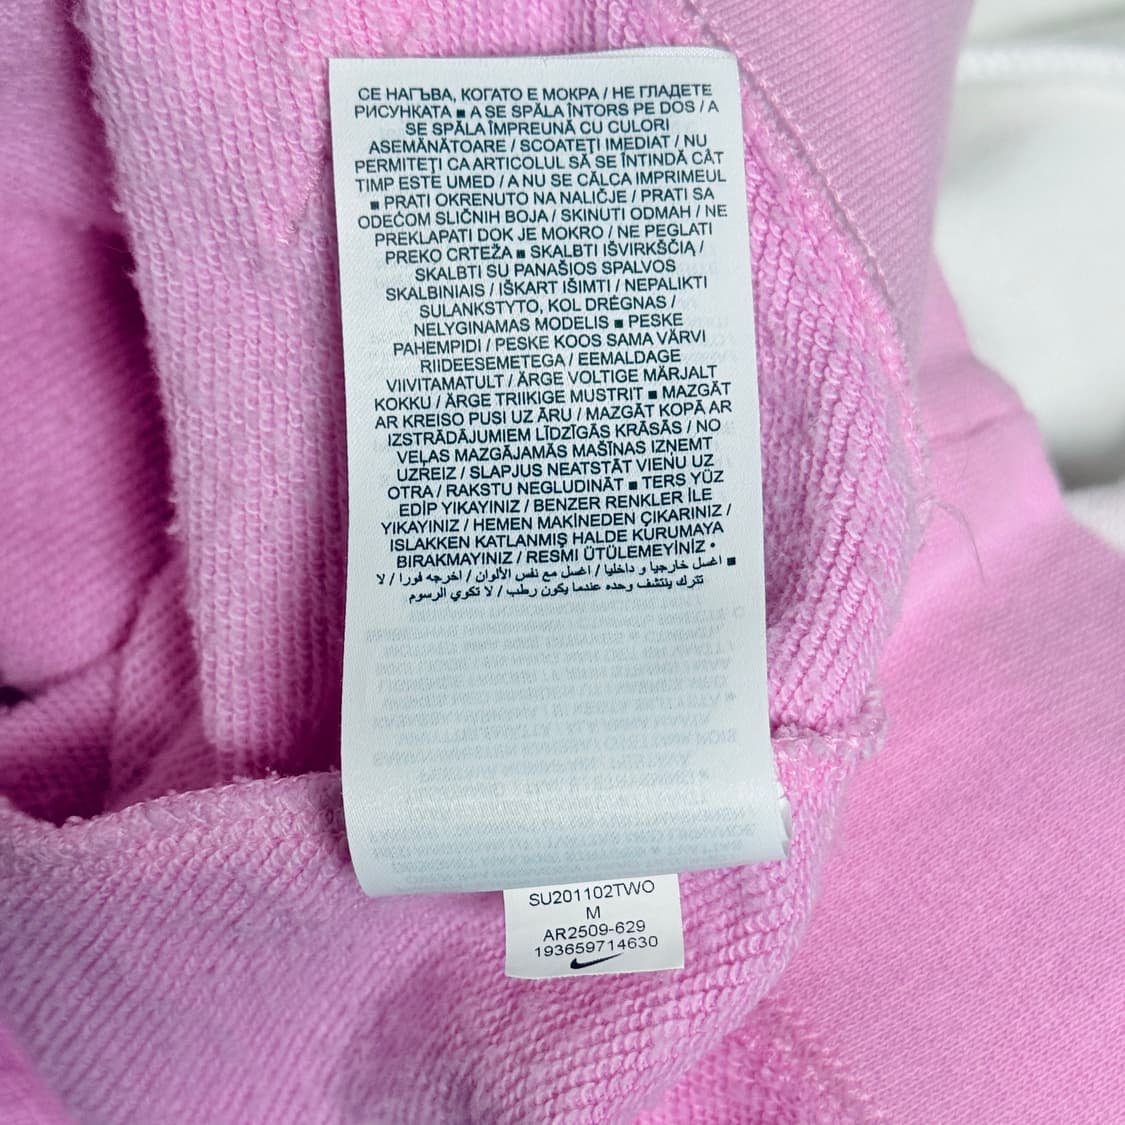 СЕ НАГЪВА, КОГАТО Е МОКРА / НЕ ГЛАДЕТЕ
РИСУНКАТА ■ A SE SPĂLA ÎNTORS PE DOS / A
SE SPĂLA ÎMPREUNĂ CU CULORI
ASEMĂNĂTOARE / SCOATEȚI IMEDIAT / NU
PERMITEȚI CA ARTICOLUL SĂ SE ÎNTINDĂ CÂT
TIMP ESTE UMED / A NU SE CĂLCA IMPRIMEUL
■ PRATI OKRENUTO NA NALIČJE / PRATI SA
ODEĆOM SLIČNIH BOJA / SKINUTI ODMAH / NE
PREKLAPATI DOK JE MOKRO / NE PEGLATI
PREKO CRTEŽA ■ SKALBTI IŠVIRKŠČIĄ /
SKALBTI SU PANAŠIOS SPALVOS
SKALBINIAIS / IŠKART IŠIMTI / NEPALIKTI
SULANKSTYTO, KOL DRĖGNAS /
NELYGINAMAS MODELIS ■ PESKE
PAHEMPIDI / PESKE KOOS SAMA VÄRVI
RIIDEESEMETEGA / EEMALDAGE
VIIVITAMATULT / ÄRGE VOLTIGE MÄRJALT
KOKKU / ÄRGE TRIIKIGE MUSTRIT ■ MAZGĀT
AR KREISO PUSI UZ ĀRU / MAZGĀT KOPĀ AR
IZSTRĀDĀJUMIEM LĪDZĪGĀS KRĀSĀS / NO
VEĻAS MAZGĀJAMĀS MAŠĪNAS IZŅEMT
UZREIZ / SLAPJUS NEATSTĀT VIENU UZ
OTRA / RAKSTU NEGLUDINĀT ■ TERS YÜZ
EDİP YIKAYINIZ / BENZER RENKLER İLE
YIKAYINIZ / HEMEN MAKİNEDEN ÇIKARINIZ /
ISLAKKEN KATLANMIŞ HALDE KURUMAYA
BIRAKMAYINIZ / RESMI ÜTÜLEMEYİNİZ •
■ اغسل خارجيا و داخليا / اغسل مع نفس الألوان / اخرجه فورا / لا
تترك ينتشف وحده عندما يكون رطب / لا تكوي الرسوم
SU201102TWO
M
AR2509-629
193659714630